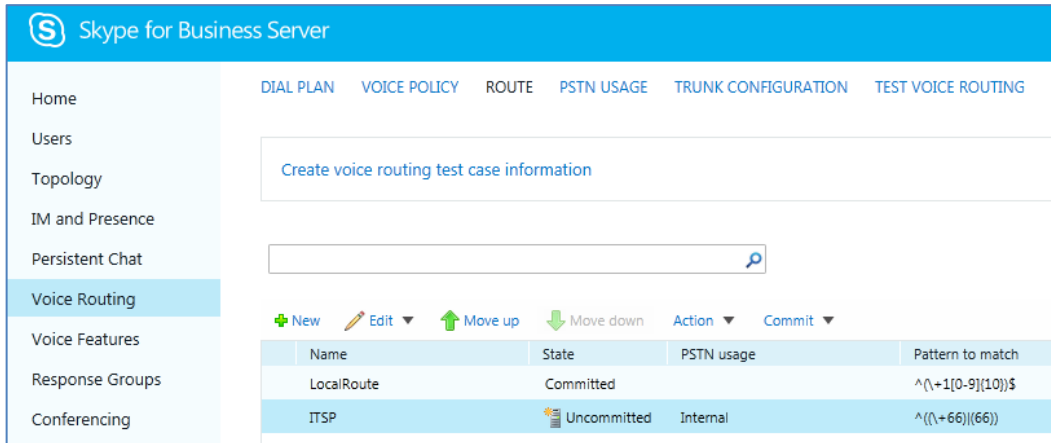 S Skype for Business Server
Home
Users
Topology
IM and Presence
Persistent Chat
Voice Routing
Voice Features
Response Groups
Conferencing
DIAL PLAN VOICE POLICY ROUTE PSTN USAGE TRUNK CONFIGURATION TEST VOICE ROUTING
Create voice routing test case information
New Edit Move up Move down Action Commit
Name State PSTN usage Pattern to match
LocalRoute Committed ^(\+1[0-9]{10})$
ITSP Uncommitted Internal ^((\+66)|(66))